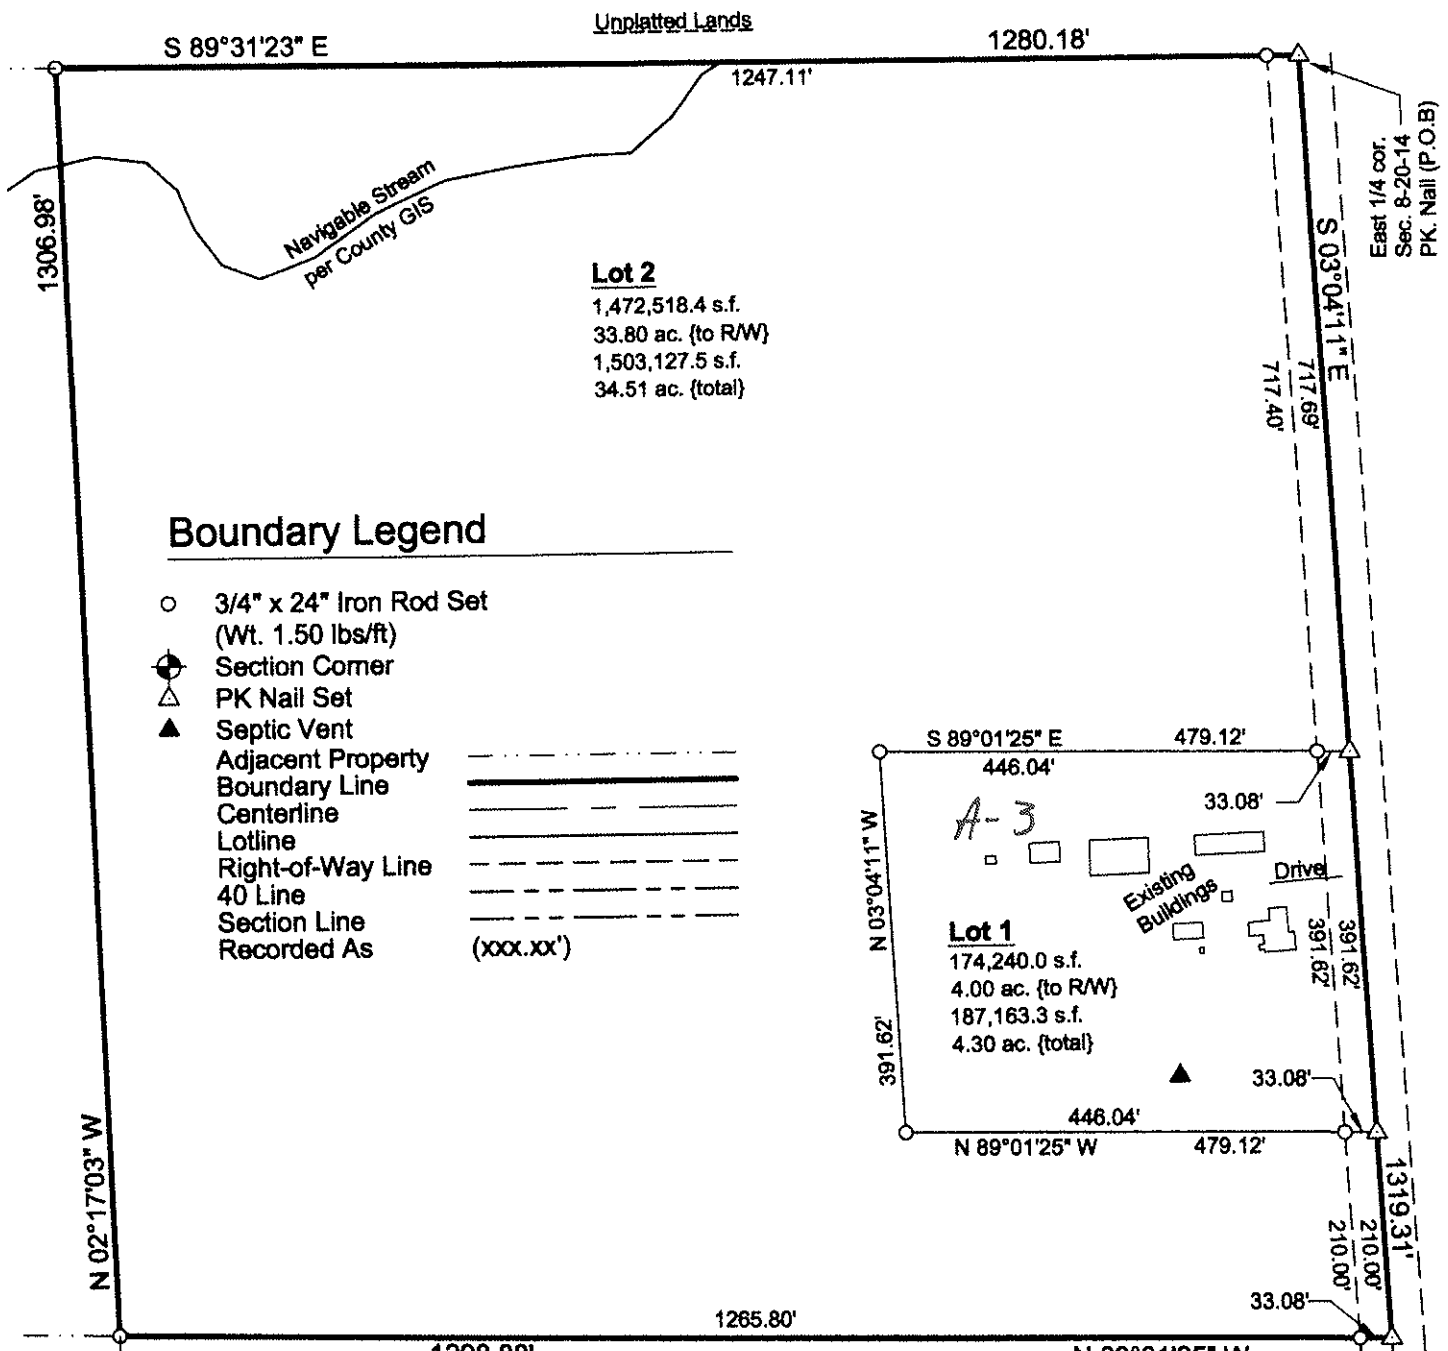 Unplatted Lands
S 89°31'23" E
1280.18'
1247.11'
East 1/4 cor.
Sec. 8-20-14
PK. Nail (P.O.B)
1306.98'
Navigable Stream
per County GIS
S 03°04'11" E
Lot 2
1,472,518.4 s.f.
33.80 ac. {to R/W}
1,503,127.5 s.f.
34.51 ac. {total}
717.40'
717.69'
Boundary Legend
3/4" x 24" Iron Rod Set
(Wt. 1.50 lbs/ft)
Section Corner
PK Nail Set
Septic Vent
Adjacent Property
Boundary Line
Centerline
Lotline
Right-of-Way Line
40 Line
Section Line
Recorded As (xxx.xx')
S 89°01'25" E
479.12'
446.04'
33.08'
A-3
N 03°04'11" W
391.62'
Existing
Buildings
Drive
391.62'
391.62'
Lot 1
174,240.0 s.f.
4.00 ac. {to R/W}
187,163.3 s.f.
4.30 ac. {total}
33.08'
446.04'
N 89°01'25" W
479.12'
N 02°17'03" W
1319.31'
210.00'
210.00'
33.08'
1265.80'